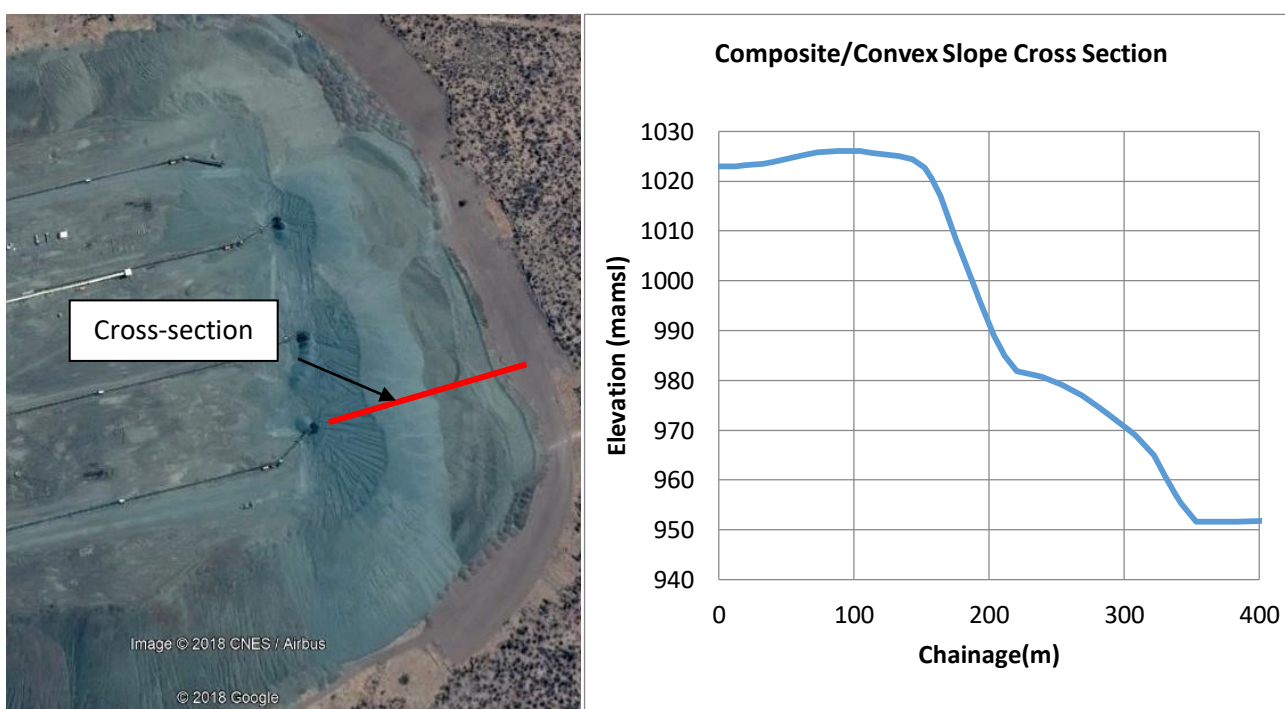 Cross-section
Image © 2018 CNES / Airbus
© 2018 Google
Composite/Convex Slope Cross Section
Elevation (mamsl)
1030
1020
1010
1000
990
980
970
960
950
940
0 100 200 300 400
Chainage(m)